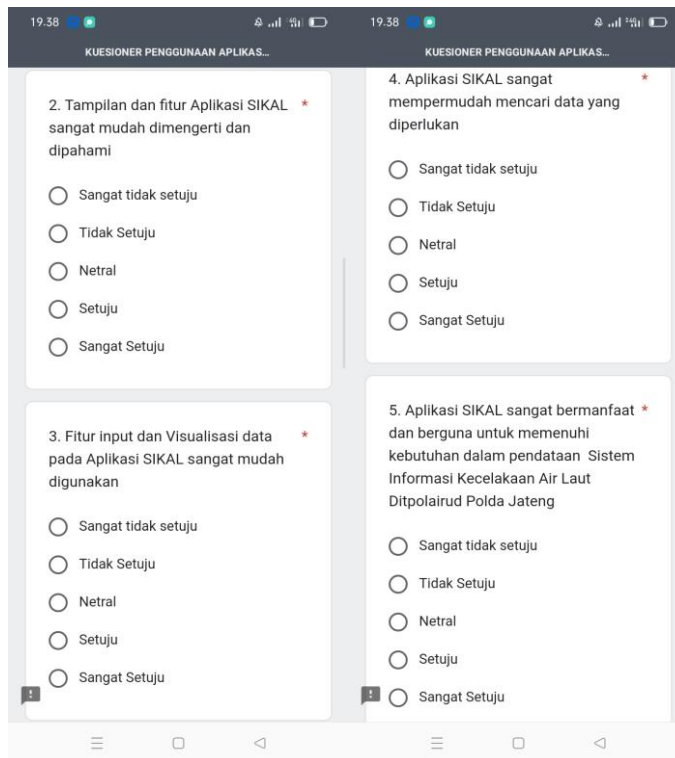 19.38
KUESIONER PENGGUNAAN APLIKAS...
2. Tampilan dan fitur Aplikasi SIKAL *
sangat mudah dimengerti dan
dipahami
Sangat tidak setuju
Tidak Setuju
Netral
Setuju
Sangat Setuju
3. Fitur input dan Visualisasi data *
pada Aplikasi SIKAL sangat mudah
digunakan
Sangat tidak setuju
Tidak Setuju
Netral
Setuju
Sangat Setuju
19.38
KUESIONER PENGGUNAAN APLIKAS...
4. Aplikasi SIKAL sangat *
mempermudah mencari data yang
diperlukan
Sangat tidak setuju
Tidak Setuju
Netral
Setuju
Sangat Setuju
5. Aplikasi SIKAL sangat bermanfaat *
dan berguna untuk memenuhi
kebutuhan dalam pendataan Sistem
Informasi Kecelakaan Air Laut
Ditpolairud Polda Jateng
Sangat tidak setuju
Tidak Setuju
Netral
Setuju
Sangat Setuju